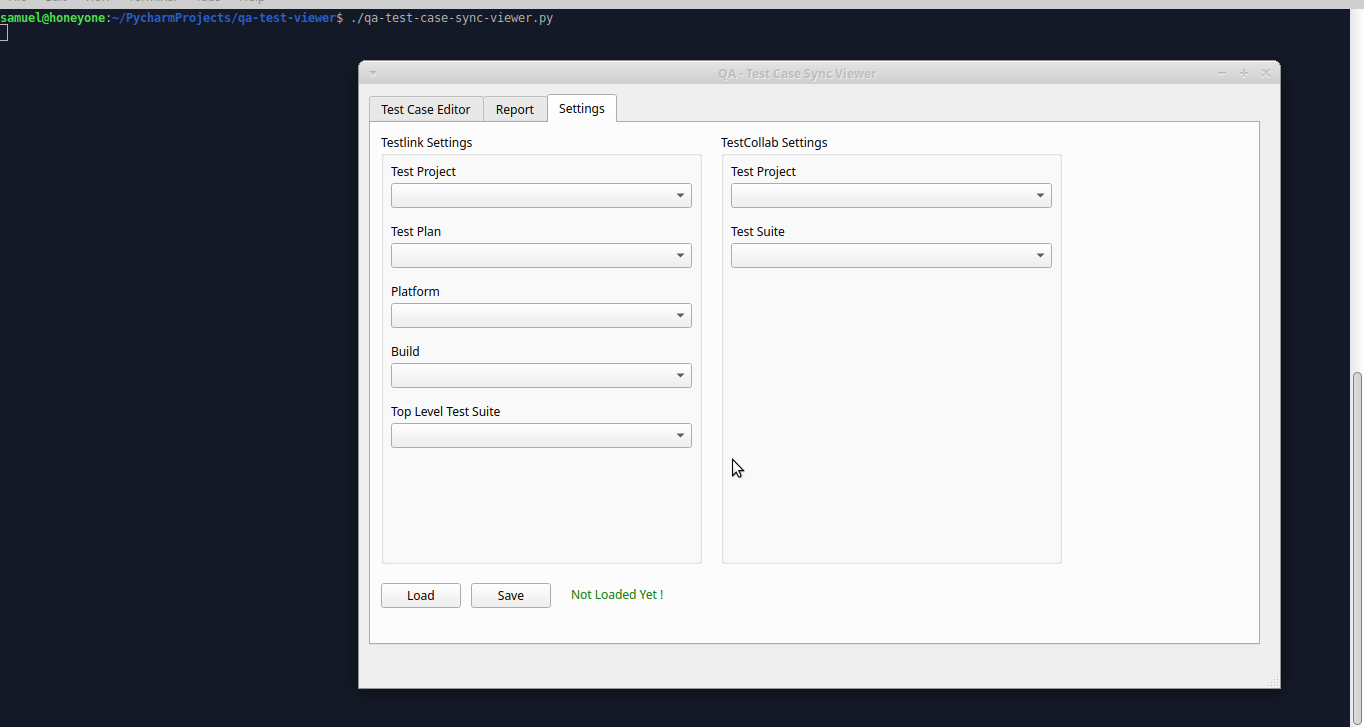 samuel@honeyone:~/PycharmProjects/qa-test-viewer$ ./qa-test-case-sync-viewer.py
QA - Test Case Sync Viewer
Test Case Editor Report Settings
Testlink Settings
Test Project
Test Plan
Platform
Build
Top Level Test Suite
TestCollab Settings
Test Project
Test Suite
Load Save Not Loaded Yet !